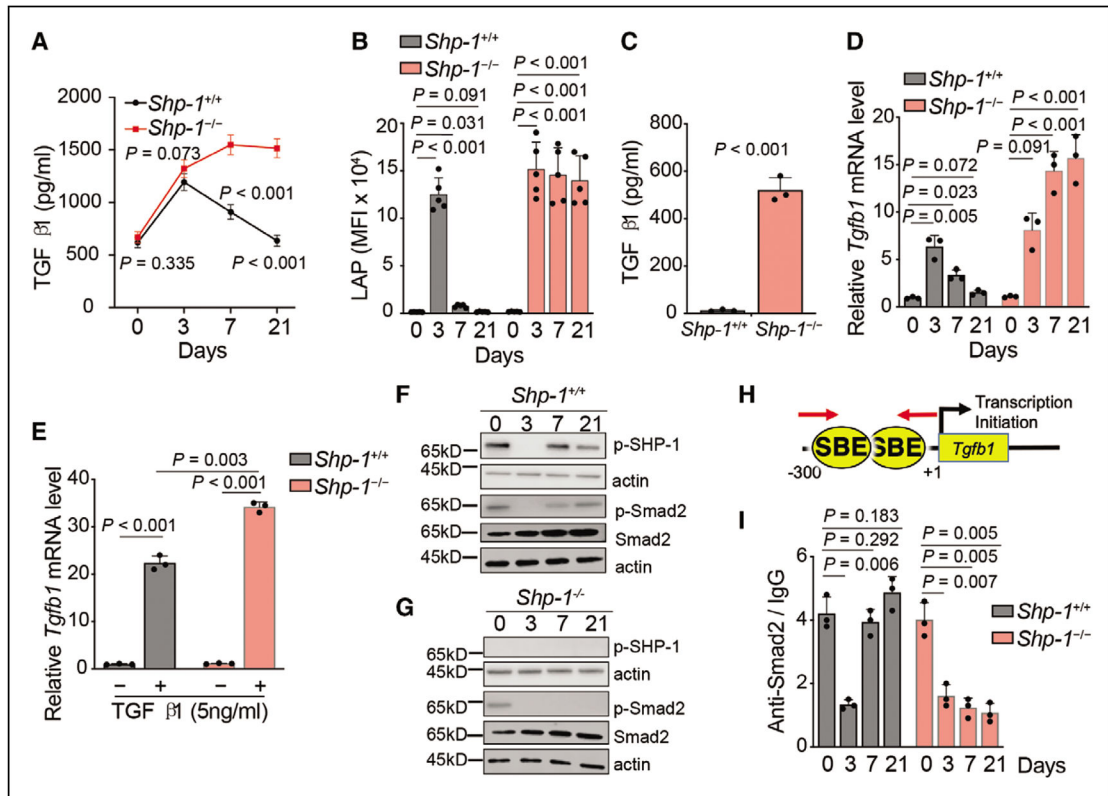 A
Shp-1+/+
Shp-1−/−
TGF β1 (pg/ml)
2000
1500
1000
500
0
P = 0.073
P < 0.001
P = 0.335
P < 0.001
0 3 7 21
Days
B
Shp-1+/+
Shp-1−/−
P < 0.001
P = 0.091
P < 0.001
P = 0.031
P < 0.001
P < 0.001
LAP (MFI x 10⁴)
20
15
10
5
0
0 3 7 21 0 3 7 21
Days
C
TGF β1 (pg/ml)
800
600
400
200
0
P < 0.001
Shp-1+/+ Shp-1−/−
D
Shp-1+/+
Shp-1−/−
P < 0.001
P < 0.001
P = 0.091
P = 0.072
P = 0.023
P = 0.005
Relative Tgfb1 mRNA level
20
15
10
5
0
0 3 7 21 0 3 7 21
Days
E
Shp-1+/+
Shp-1−/−
P = 0.003
P < 0.001
P < 0.001
Relative Tgfb1 mRNA level
60
40
20
0
− + − +
TGF β1 (5ng/ml)
F
Shp-1+/+
0 3 7 21
65kD p-SHP-1
45kD actin
65kD p-Smad2
65kD Smad2
45kD actin
G
Shp-1-/-
0 3 7 21
65kD p-SHP-1
45kD actin
65kD p-Smad2
65kD Smad2
45kD actin
H
Transcription
Initiation
SBE SBE Tgfb1
-300 +1
I
P = 0.183
P = 0.292
P = 0.006
P = 0.005
P = 0.005
P = 0.007
Shp-1+/+
Shp-1−/−
Anti-Smad2 / IgG
6
4
2
0
0 3 7 21 0 3 7 21 Days